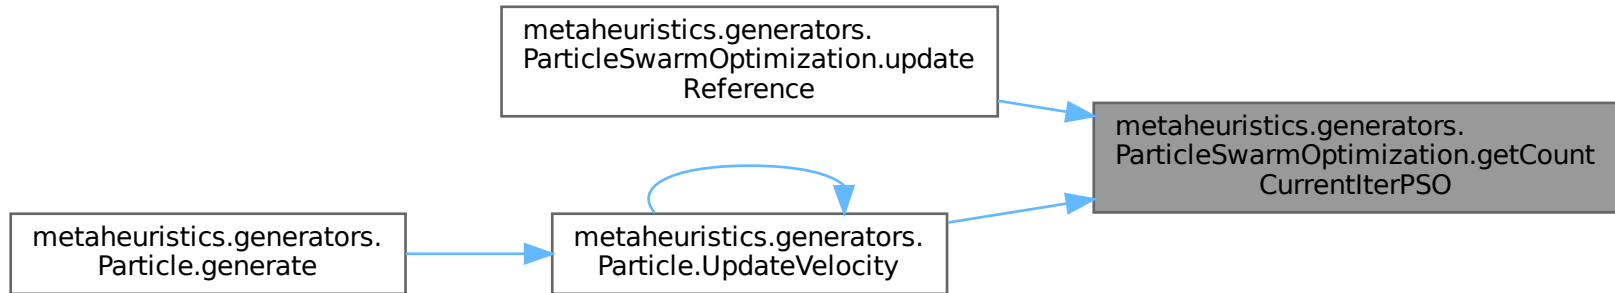 metaheuristics.generators.
ParticleSwarmOptimization.update
Reference
metaheuristics.generators.
ParticleSwarmOptimization.getCount
CurrentIterPSO
metaheuristics.generators.
Particle.generate
metaheuristics.generators.
Particle.UpdateVelocity